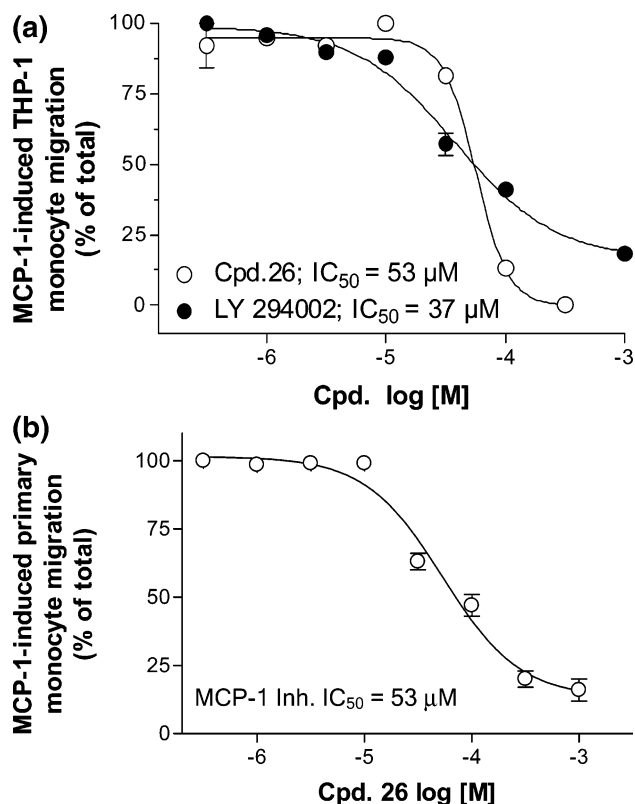 (a)
MCP-1-induced THP-1
monocyte migration
(% of total)
100
75
50
25
0
Cpd.26; IC50 = 53 µM
LY 294002; IC50 = 37 µM
-6
-5
-4
-3
Cpd. log [M]
(b)
MCP-1-induced primary
monocyte migration
(% of total)
100
75
50
25
0
MCP-1 Inh. IC50 = 53 µM
-6
-5
-4
-3
Cpd. 26 log [M]